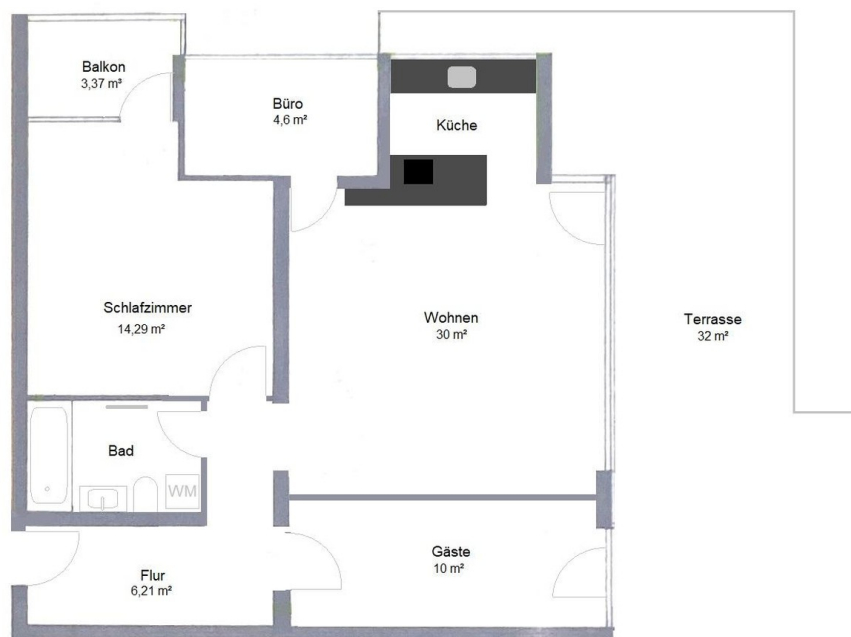 Balkon
3,37 m²
Büro
4,6 m²
Küche
Schlafzimmer
14,29 m²
Wohnen
30 m²
Terrasse
32 m²
Bad
WM
Flur
6,21 m²
Gäste
10 m²